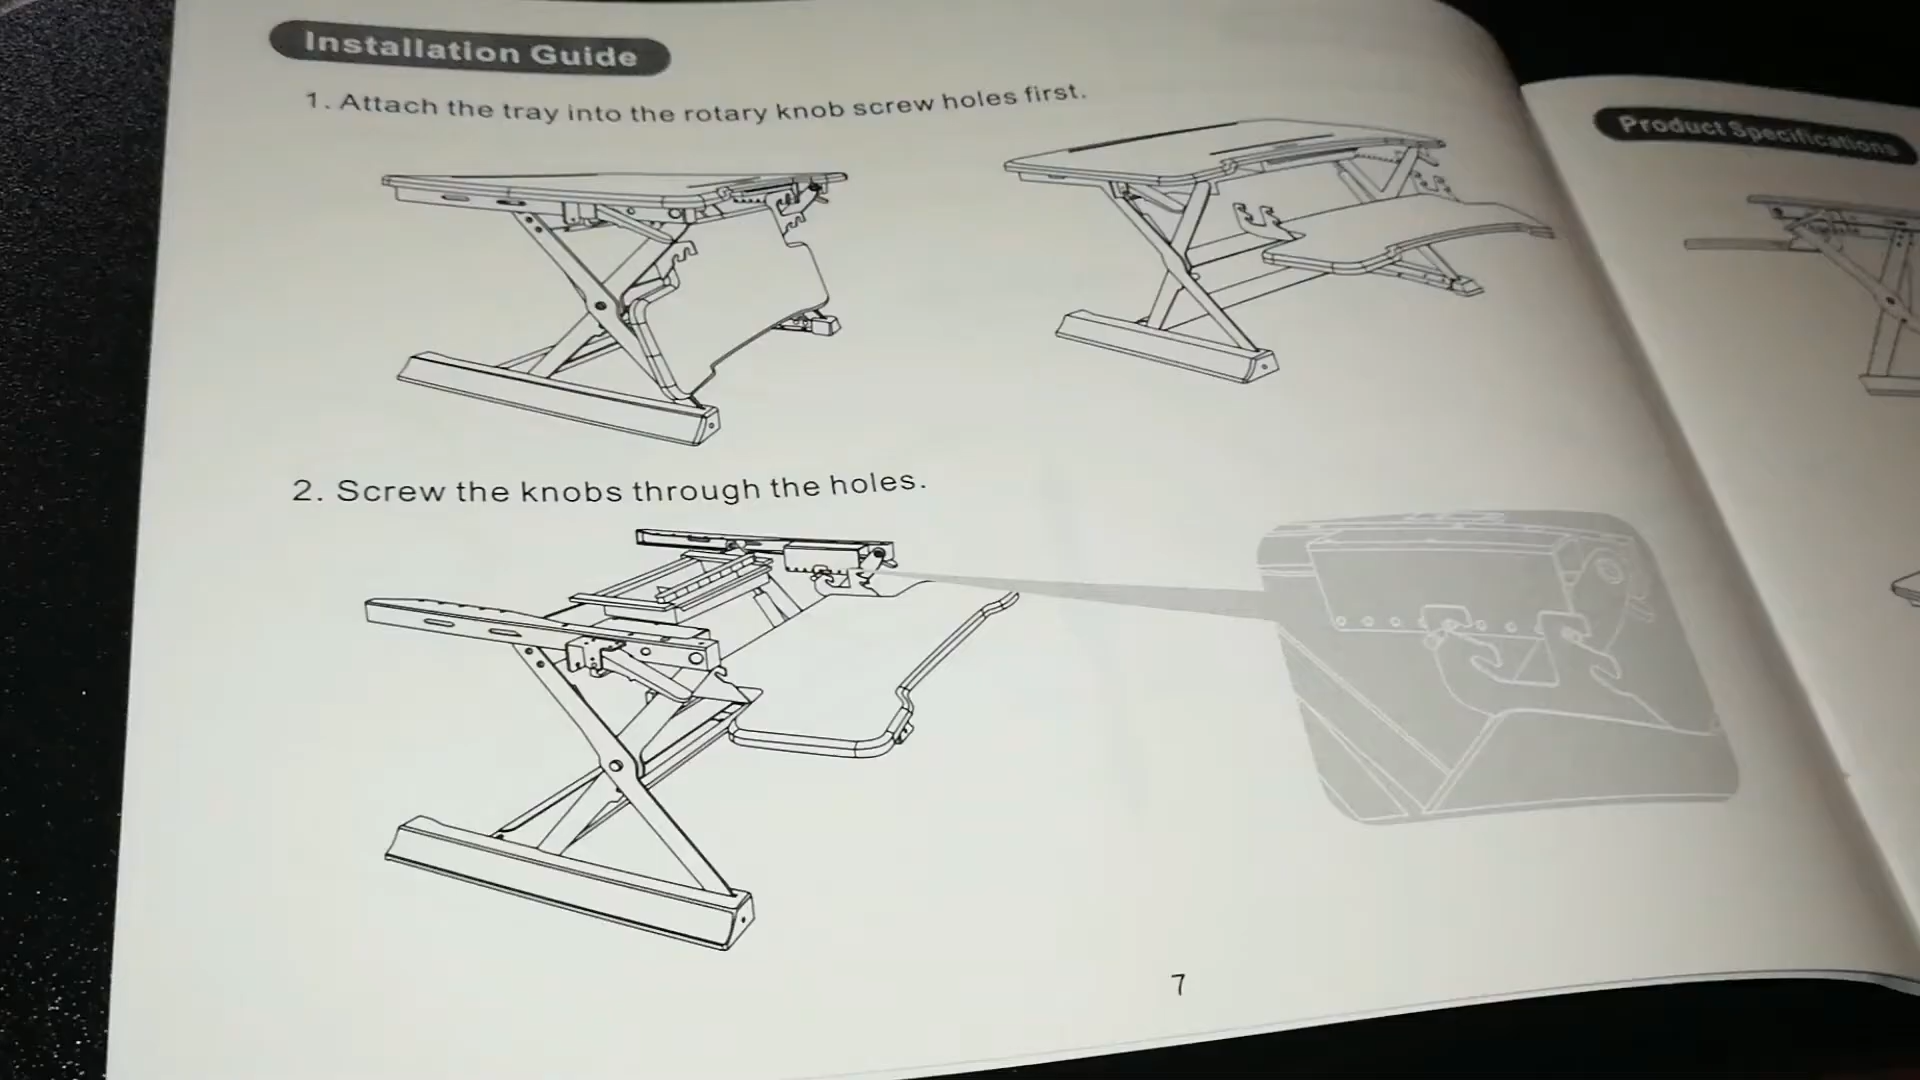 Installation Guide
1. Attach the tray into the rotary knob screw holes first.
2. Screw the knobs through the holes.
7
Product Specifications